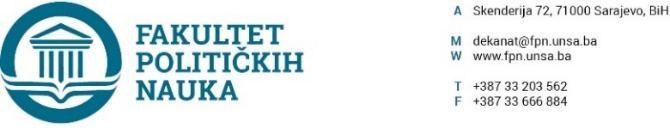 FAKULTET
POLITIČKIH
NAUKA
A Skenderija 72, 71000 Sarajevo, BiH
M dekanat@fpn.unsa.ba
W www.fpn.unsa.ba
T +387 33 203 562
F +387 33 666 884